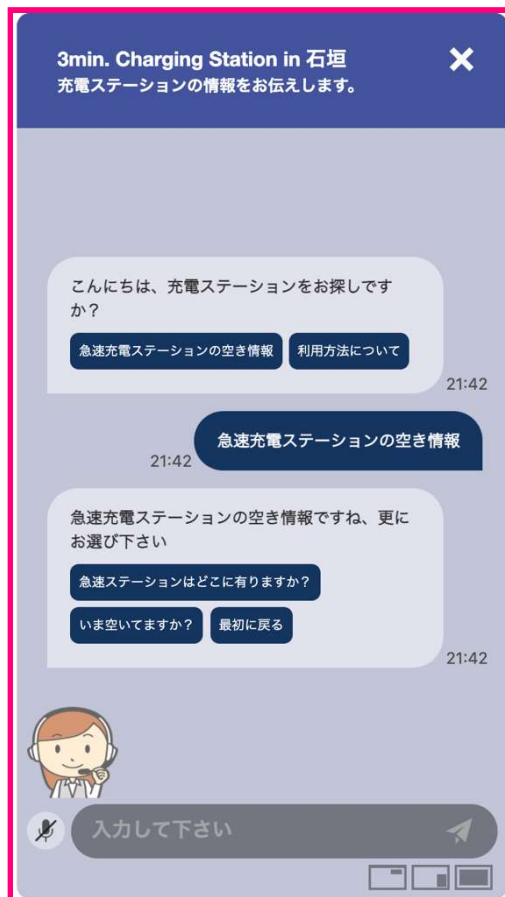 3min. Charging Station in 石垣
充電ステーションの情報をお伝えします。
こんにちは、充電ステーションをお探しです
か？
急速充電ステーションの空き情報
利用方法について
21:42
急速充電ステーションの空き情報
21:42
急速充電ステーションの空き情報ですね、更に
お選び下さい
急速ステーションはどこに有りますか？
いま空いてますか？
最初に戻る
21:42
入力して下さい